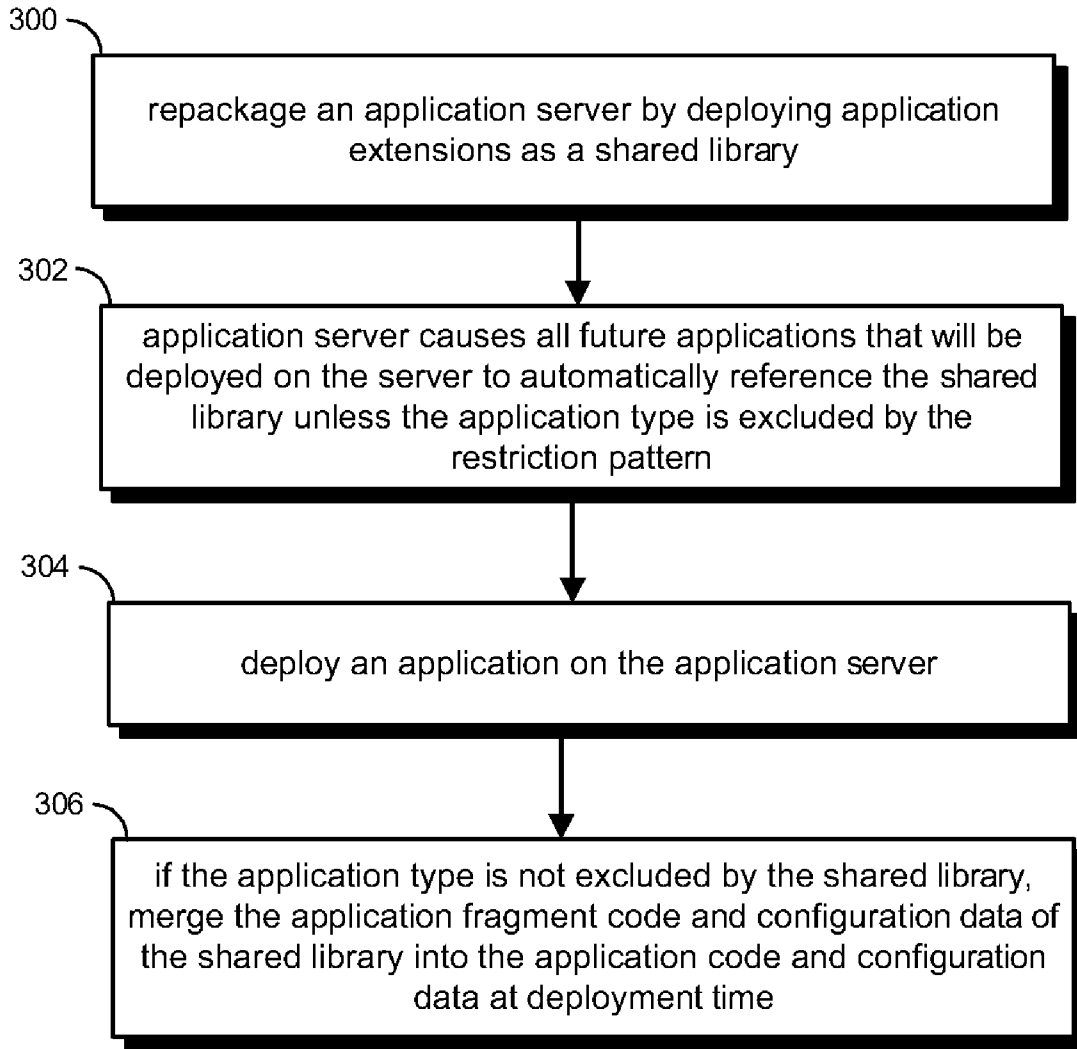 300
repackage an application server by deploying application
extensions as a shared library
302
application server causes all future applications that will be
deployed on the server to automatically reference the shared
library unless the application type is excluded by the
restriction pattern
304
deploy an application on the application server
306
if the application type is not excluded by the shared library,
merge the application fragment code and configuration data of
the shared library into the application code and configuration
data at deployment time